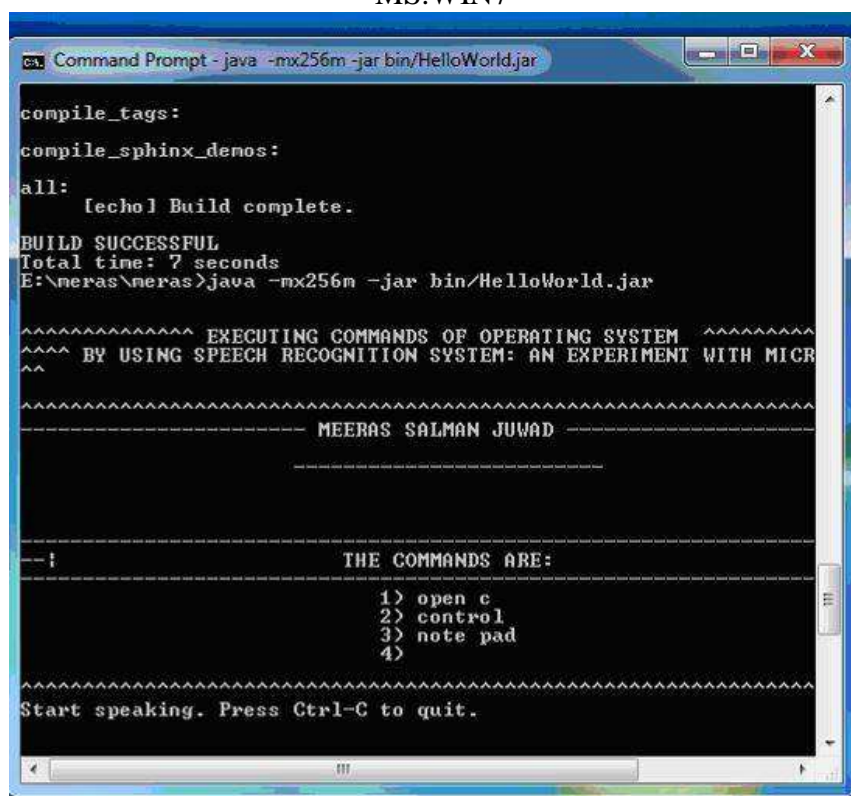 MS.WIN7
Command Prompt - java -mx256m -jar bin/HelloWorld.jar
compile_tags:
compile_sphinx_demos:
all:
[echo] Build complete.
BUILD SUCCESSFUL
Total time: 7 seconds
E:\meras\meras>java -mx256m -jar bin/HelloWorld.jar
^^^^^^^^^^^^^^ EXECUTING COMMANDS OF OPERATING SYSTEM ^^^^^^^^^
^^^^ BY USING SPEECH RECOGNITION SYSTEM: AN EXPERIMENT WITH MICR
^^
^^^^^^^^^^^^^^^^^^^^^^^^^^^^^^^^^^^^^^^^^^^^^^^^^^^^^^^^^^^^^^^^
----------------------- MEERAS SALMAN JUWAD --------------------
-------------------------
----------------------------------------------------------------
--¦ THE COMMANDS ARE:
----------------------------------------------------------------
1) open c
2) control
3) note pad
4)
^^^^^^^^^^^^^^^^^^^^^^^^^^^^^^^^^^^^^^^^^^^^^^^^^^^^^^^^^^^^^^^^
Start speaking. Press Ctrl-C to quit.